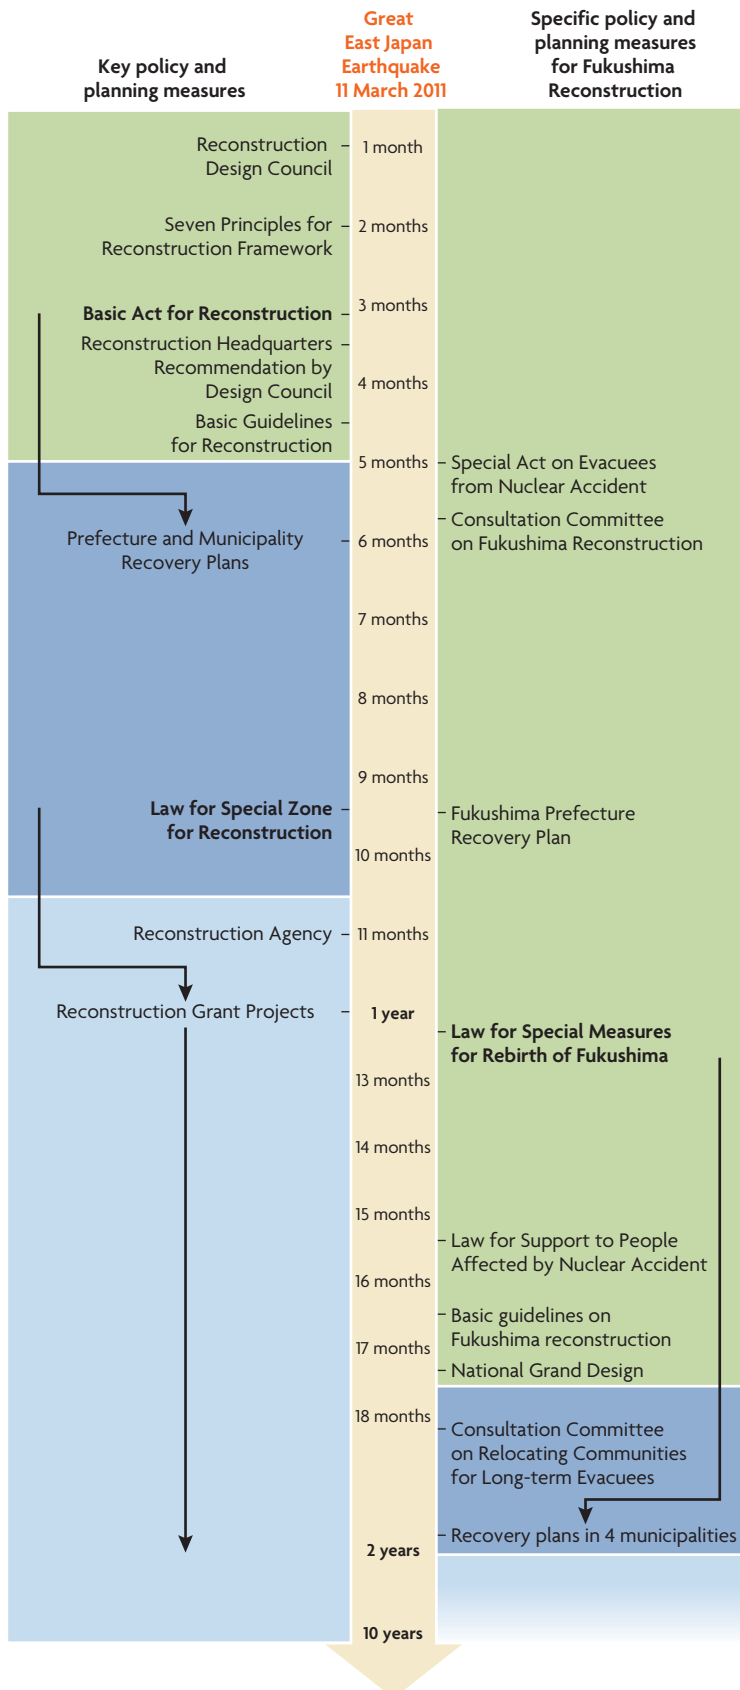 Key policy and
planning measures
Great
East Japan
Earthquake
11 March 2011
Specific policy and
planning measures
for Fukushima
Reconstruction
Reconstruction
Design Council
1 month
Seven Principles for
Reconstruction Framework
2 months
3 months
Basic Act for Reconstruction
Reconstruction Headquarters
Recommendation by
Design Council
4 months
Basic Guidelines
for Reconstruction
5 months
Special Act on Evacuees
from Nuclear Accident
Consultation Committee
on Fukushima Reconstruction
Prefecture and Municipality
Recovery Plans
6 months
7 months
8 months
9 months
Law for Special Zone
for Reconstruction
Fukushima Prefecture
Recovery Plan
10 months
Reconstruction Agency
11 months
Reconstruction Grant Projects
1 year
Law for Special Measures
for Rebirth of Fukushima
13 months
14 months
15 months
Law for Support to People
Affected by Nuclear Accident
16 months
Basic guidelines on
Fukushima reconstruction
17 months
National Grand Design
18 months
Consultation Committee
on Relocating Communities
for Long-term Evacuees
Recovery plans in 4 municipalities
2 years
10 years